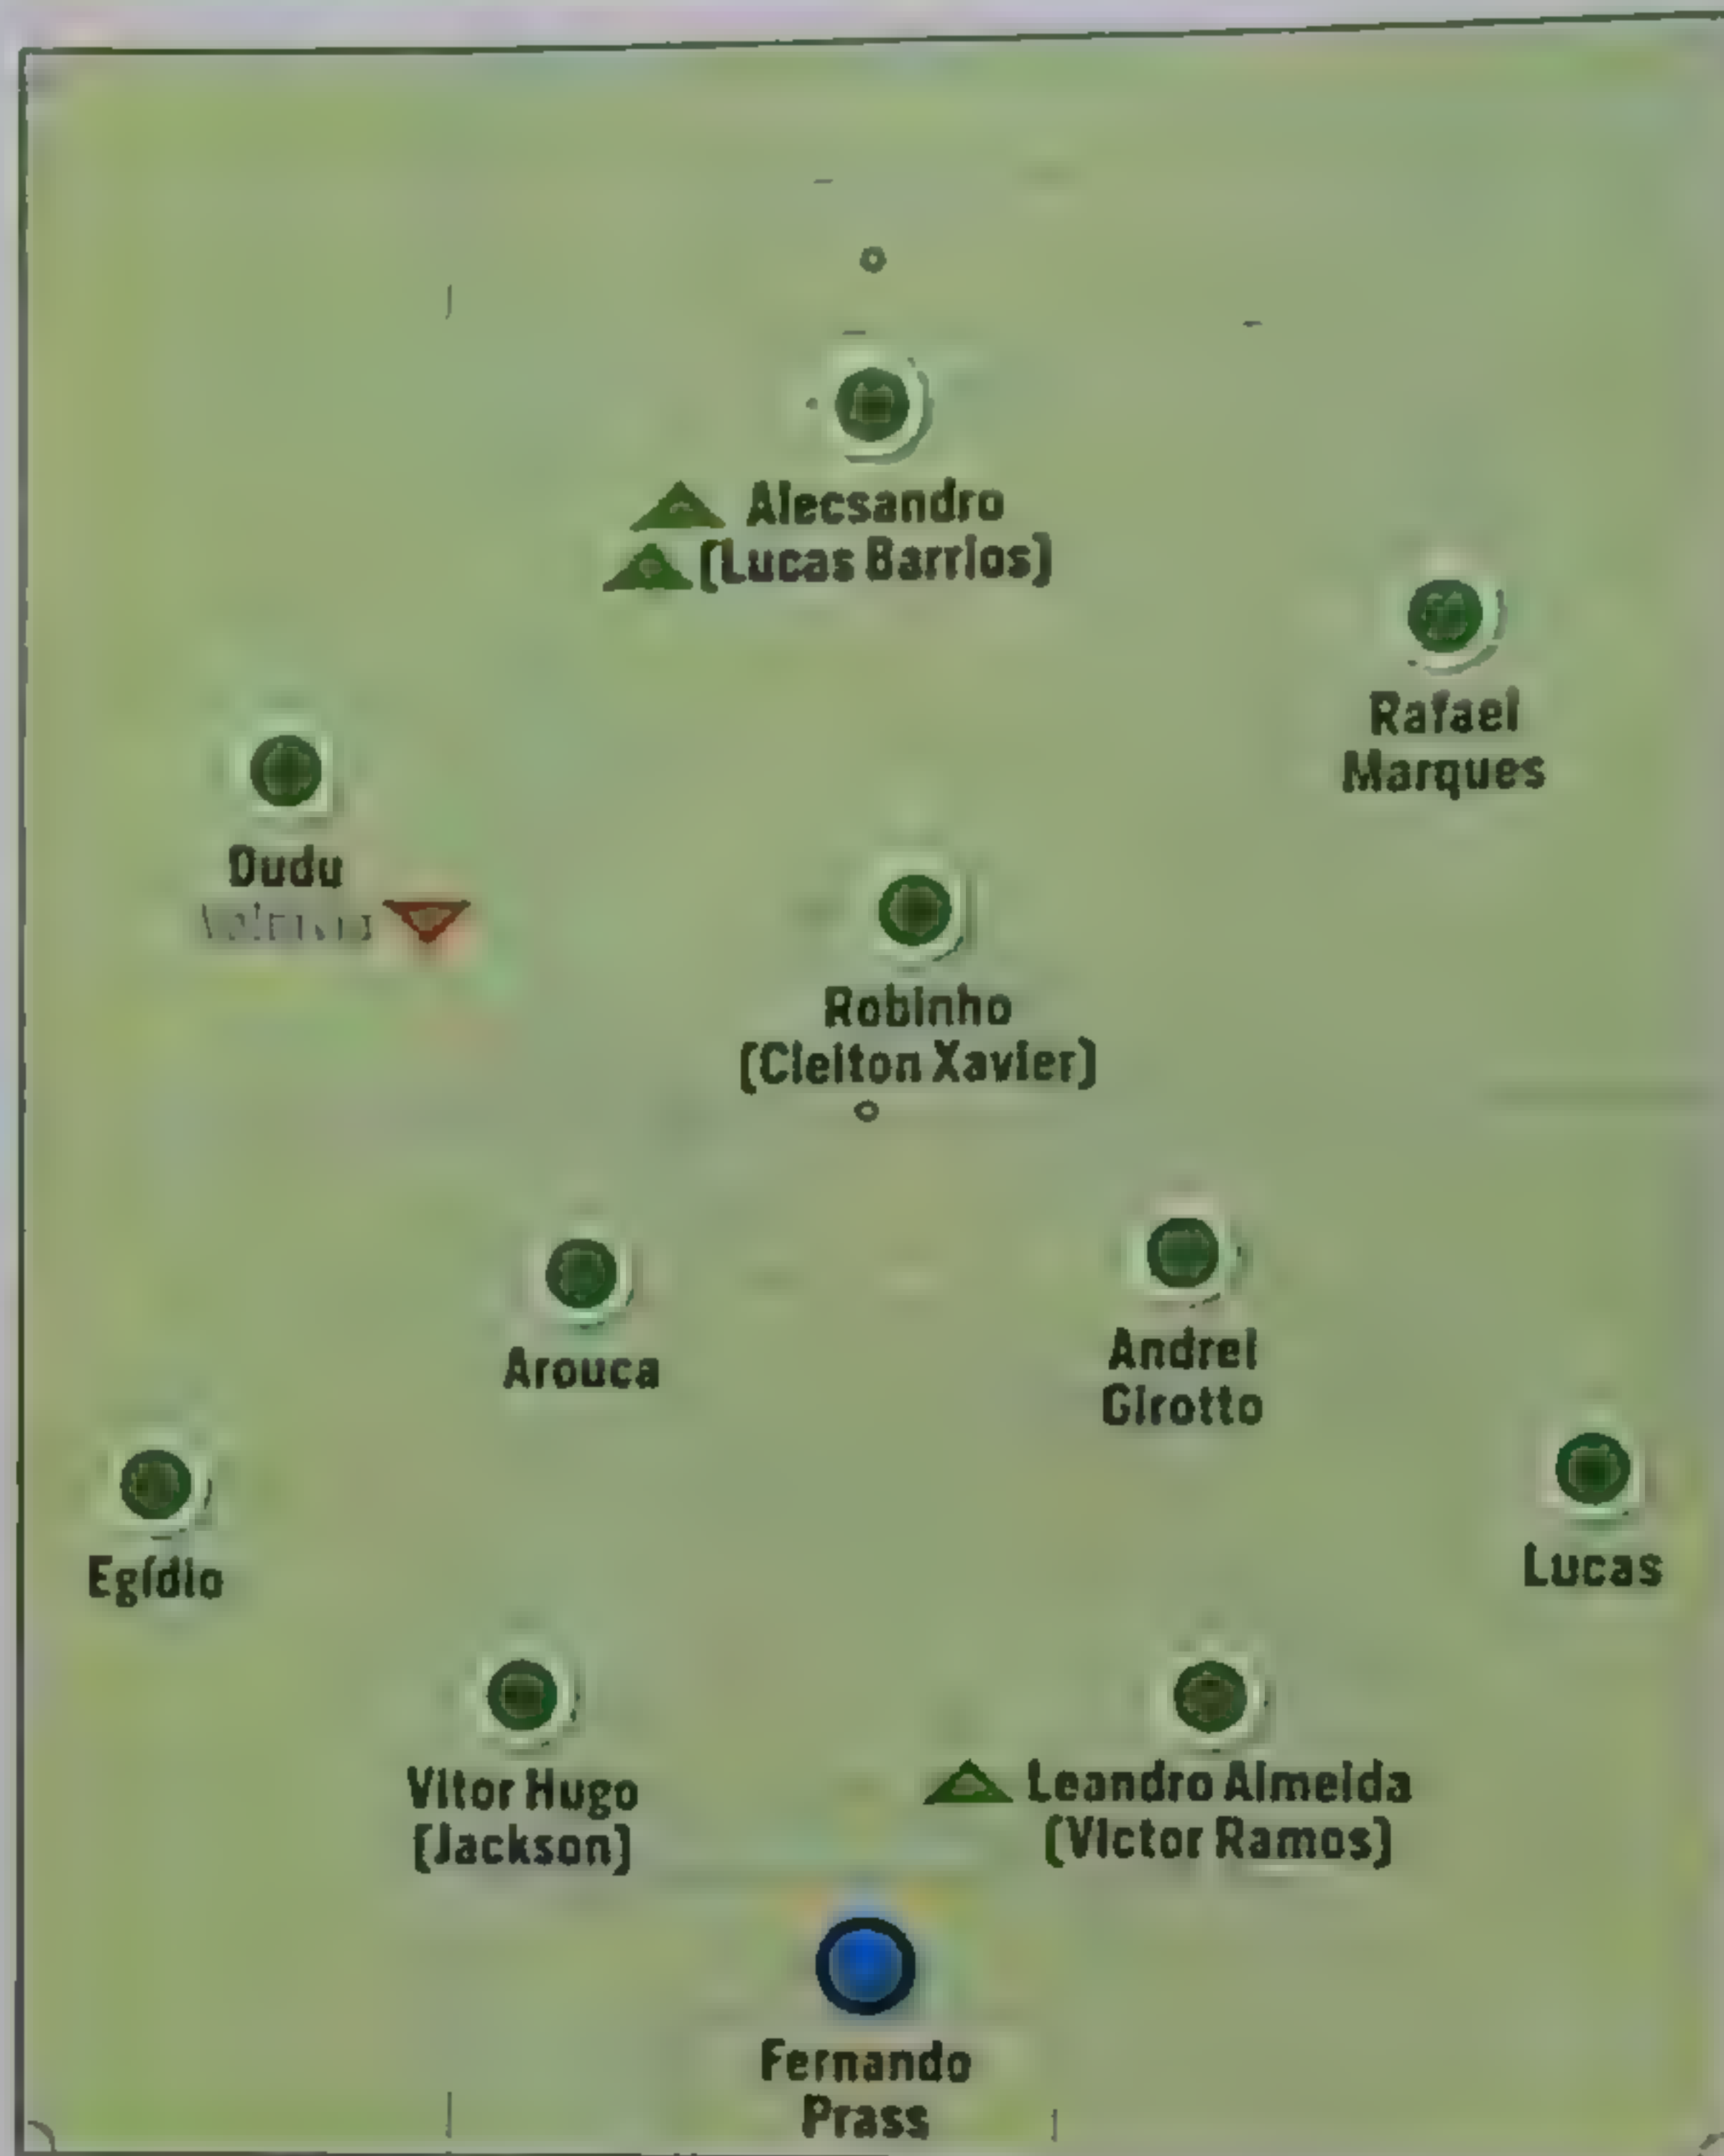 Alecsandro
(Lucas Barrios)
Rafael
Marques
Dudu
Robinho
(Cleiton Xavier)
Arouca
Andrei
Girotto
Egídio
Lucas
Vitor Hugo
(Jackson)
Leandro Almeida
(Victor Ramos)
Fernando
Prass